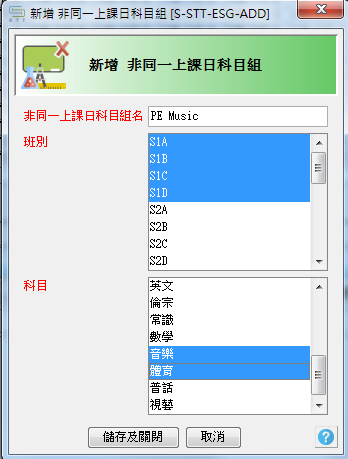 新增 非同一上課日科目組 [S-STT-ESG-ADD]
新增 非同一上課日科目組
非同一上課日科目組名 PE Music
班別
S1A
S1B
S1C
S1D
S2A
S2B
S2C
S2D
科目
英文
倫宗
常識
數學
音樂
體育
普話
視藝
儲存及關閉 取消
?